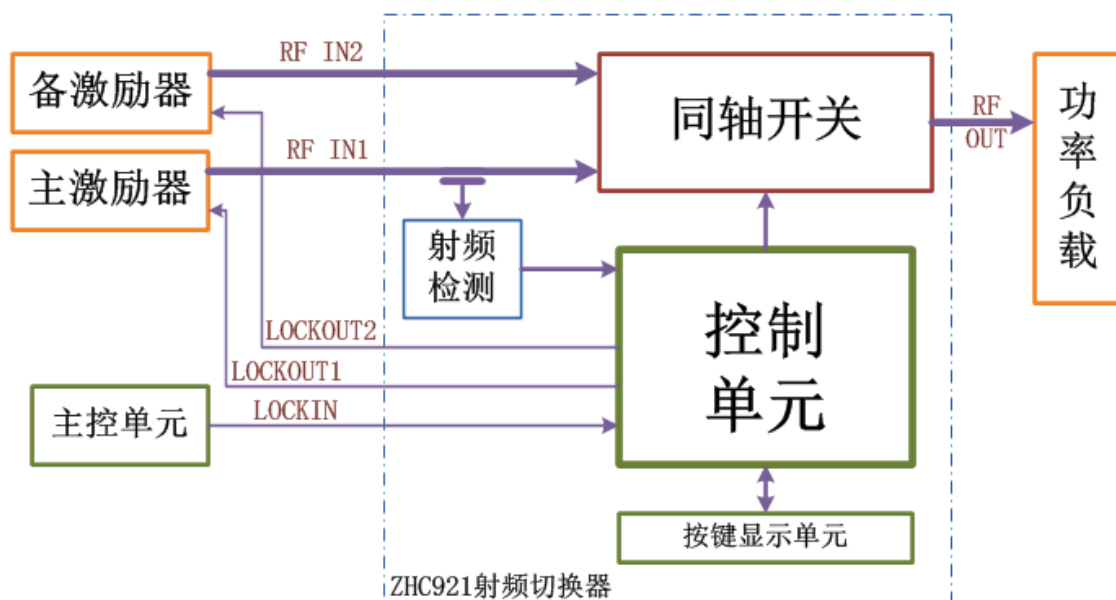 RF IN2
备激励器
同轴开关
RF
OUT
功
率
负
载
RF IN1
主激励器
射频
检测
控制
单元
LOCKOUT2
LOCKOUT1
LOCKIN
主控单元
按键显示单元
ZHC921射频切换器